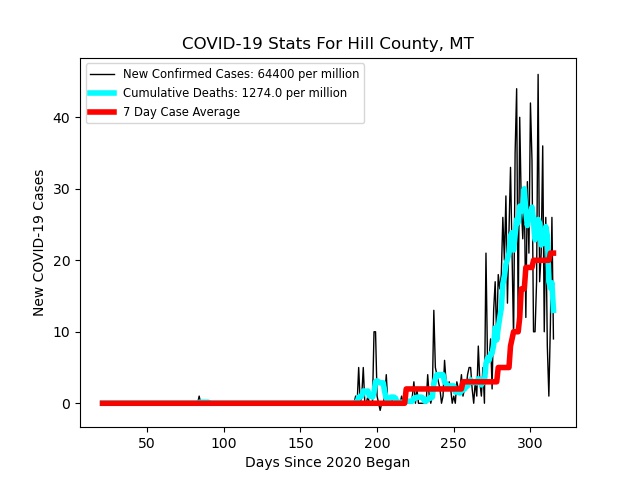 COVID-19 Stats For Hill County, MT
New Confirmed Cases: 64400 per million
Cumulative Deaths: 1274.0 per million
7 Day Case Average
New COVID-19 Cases
40
30
20
10
0
50 100 150 200 250 300
Days Since 2020 Began